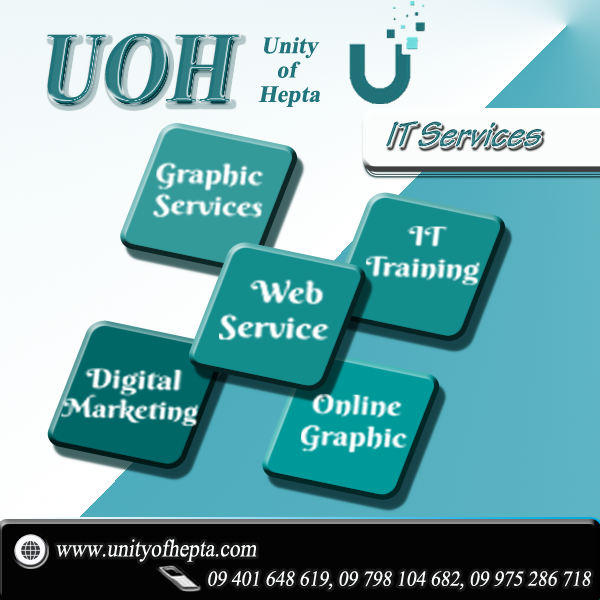 UOH
Unity
of
Hepta
IT Services
Graphic
Services
IT
Training
Web
Service
Digital
Marketing
Online
Graphic
www.unityofhepta.com
09 401 648 619, 09 798 104 682, 09 975 286 718